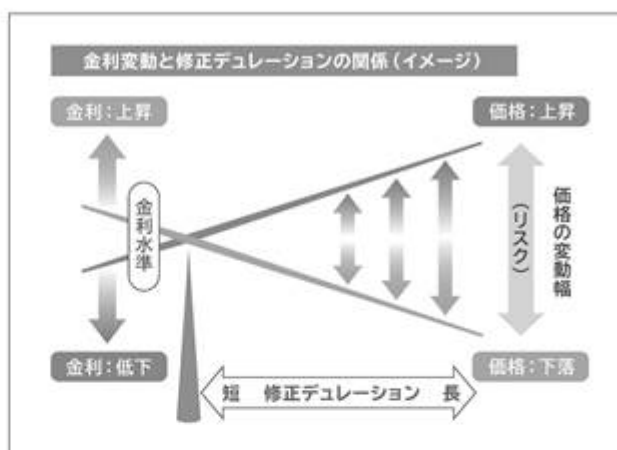 金利変動と修正デュレーションの関係（イメージ）
金利：上昇
価格：上昇
金利水準
価格の変動幅
（リスク）
金利：低下
価格：下落
短　修正デュレーション　長